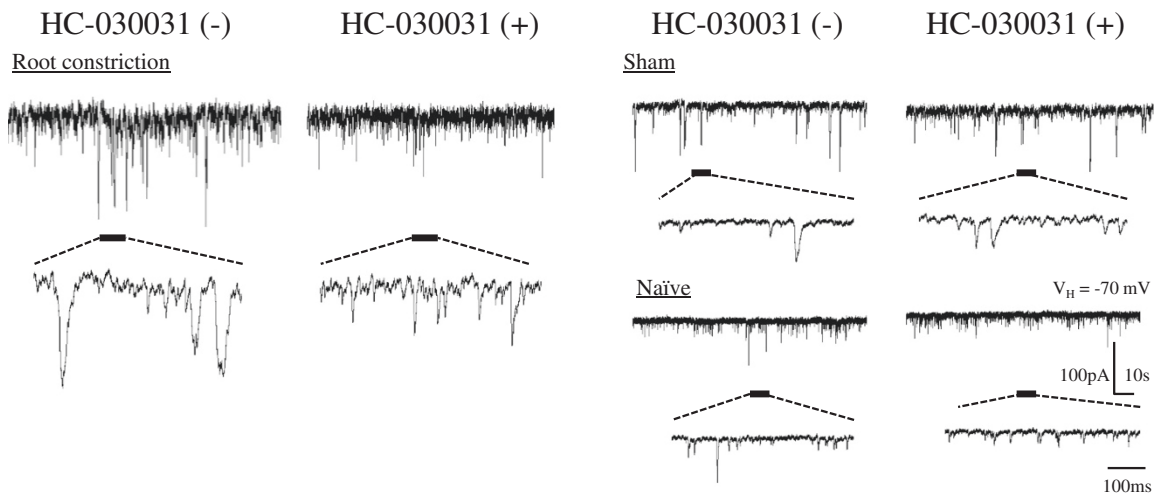 HC-030031 (-)
HC-030031 (+)
HC-030031 (-)
HC-030031 (+)
Root constriction
Sham
Naïve
V_H = -70 mV
100pA
10s
100ms